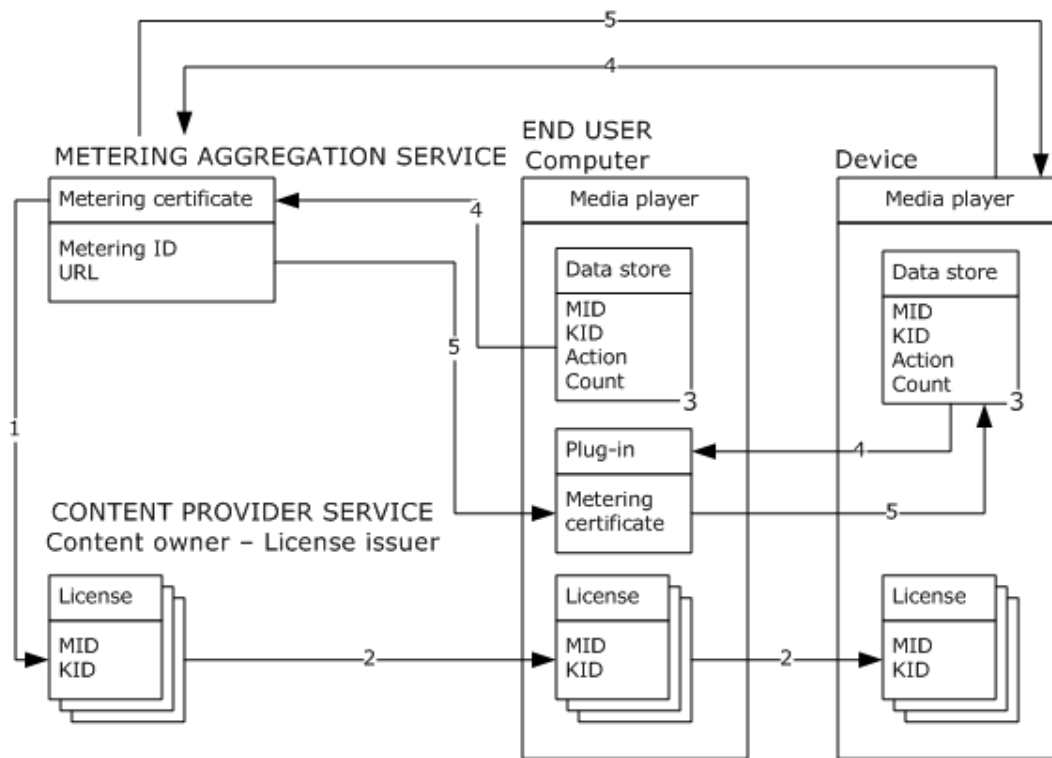 5
4
END USER
Computer
METERING AGGREGATION SERVICE
Device
Metering certificate
Metering ID
URL
4
5
1
Media player
Data store
MID
KID
Action
Count
3
Plug-in
Metering
certificate
Media player
Data store
MID
KID
Action
Count
3
4
5
CONTENT PROVIDER SERVICE
Content owner – License issuer
License
MID
KID
2
License
MID
KID
2
License
MID
KID